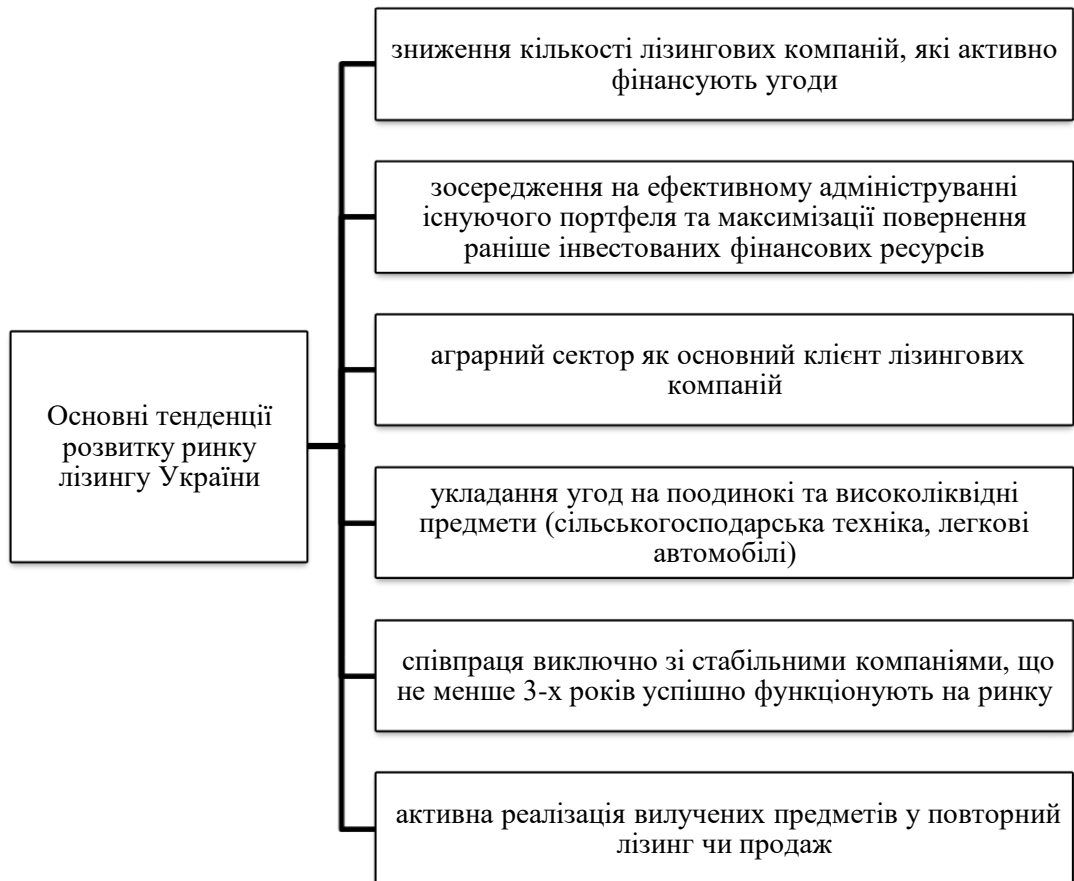 зниження кількості лізингових компаній, які активно
фінансують угоди
зосередження на ефективному адмініструванні
існуючого портфеля та максимізації повернення
раніше інвестованих фінансових ресурсів
аграрний сектор як основний клієнт лізингових
компаній
Основні тенденції
розвитку ринку
лізингу України
укладання угод на поодинокі та високоліквідні
предмети (сільськогосподарська техніка, легкові
автомобілі)
співпраця виключно зі стабільними компаніями, що
не менше 3-х років успішно функціонують на ринку
активна реалізація вилучених предметів у повторний
лізинг чи продаж